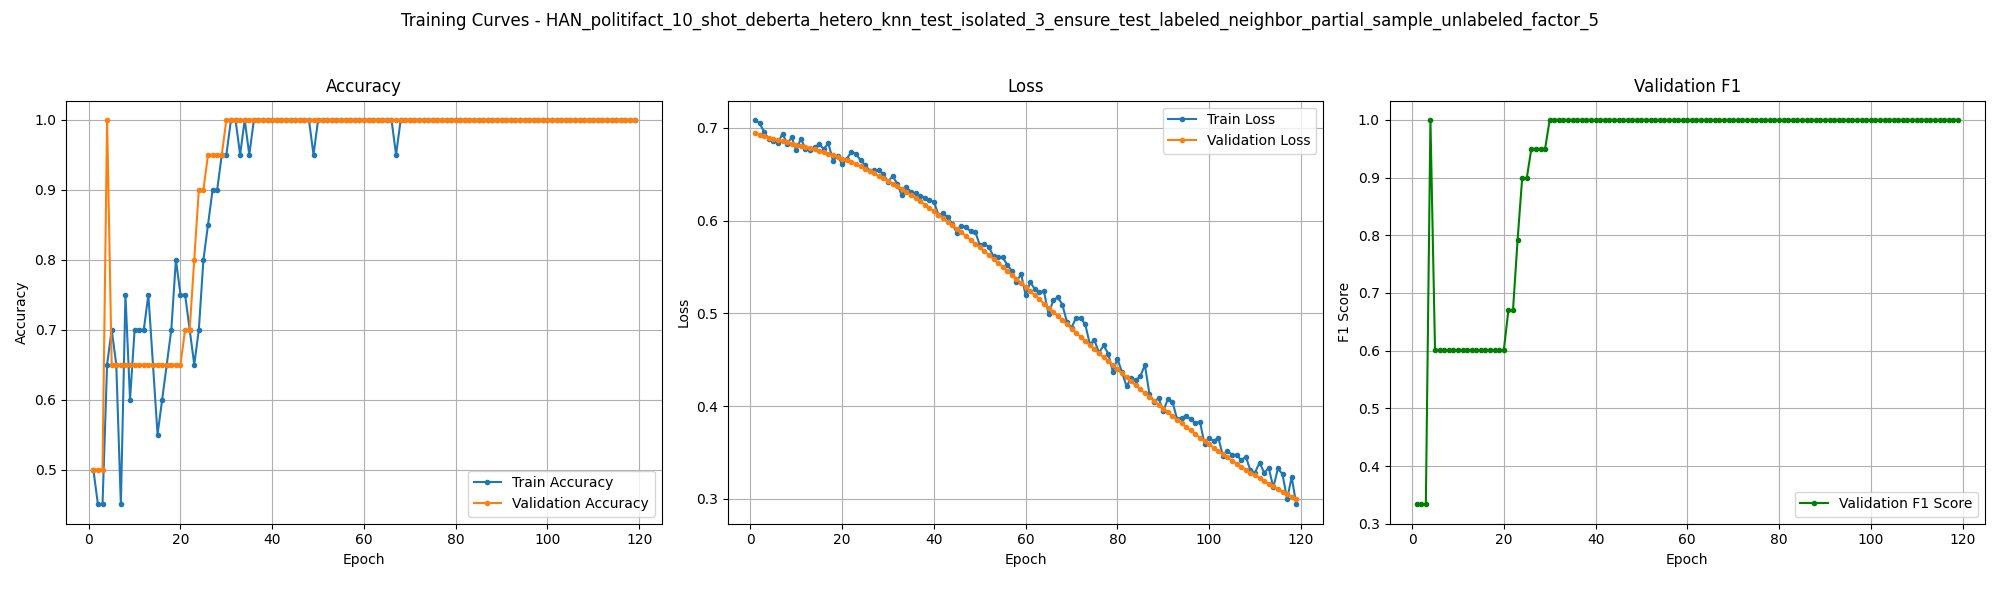 Training Curves - HAN_politifact_10_shot_deberta_hetero_knn_test_isolated_3_ensure_test_labeled_neighbor_partial_sample_unlabeled_factor_5
Accuracy
Accuracy
1.0
0.9
0.8
0.7
0.6
0.5
0
20
40
60
80
100
120
Epoch
Train Accuracy
Validation Accuracy
Loss
Loss
0.7
0.6
0.5
0.4
0.3
0
20
40
60
80
100
120
Epoch
Train Loss
Validation Loss
Validation F1
F1 Score
1.0
0.9
0.8
0.7
0.6
0.5
0.4
0.3
0
20
40
60
80
100
120
Epoch
Validation F1 Score